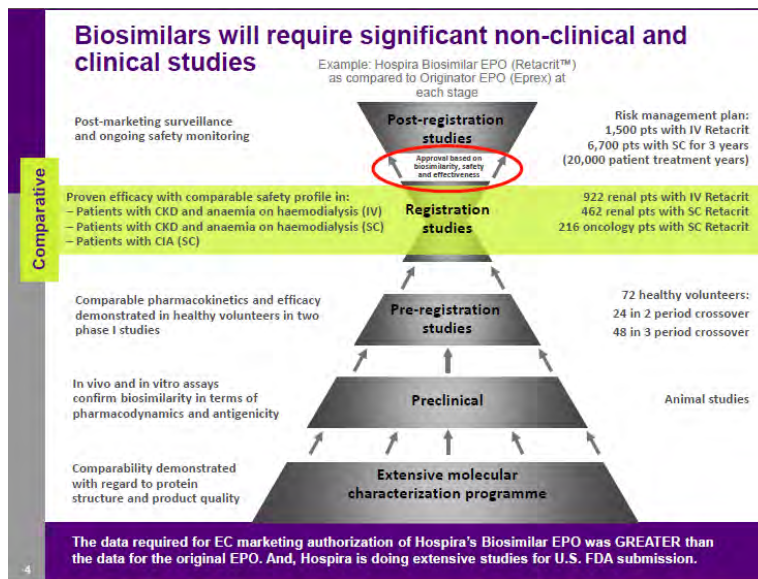 Biosimilars will require significant non-clinical and
clinical studies
Example: Hospira Biosimilar EPO (Retacrit™)
as compared to Originator EPO (Eprex) at
each stage
Post-marketing surveillance
and ongoing safety monitoring
Post-registration
studies
Risk management plan:
1,500 pts with IV Retacrit
6,700 pts with SC for 3 years
(20,000 patient treatment years)
Approval based on
biosimilarity, safety
and effectiveness
Comparative
Proven efficacy with comparable safety profile in:
– Patients with CKD and anaemia on haemodialysis (IV)
– Patients with CKD and anaemia on haemodialysis (SC)
– Patients with CIA (SC)
Registration
studies
922 renal pts with IV Retacrit
462 renal pts with SC Retacrit
216 oncology pts with SC Retacrit
Comparable pharmacokinetics and efficacy
demonstrated in healthy volunteers in two
phase I studies
Pre-registration
studies
72 healthy volunteers:
24 in 2 period crossover
48 in 3 period crossover
In vivo and in vitro assays
confirm biosimilarity in terms of
pharmacodynamics and antigenicity
Preclinical
Animal studies
Comparability demonstrated
with regard to protein
structure and product quality
Extensive molecular
characterization programme
The data required for EC marketing authorization of Hospira's Biosimilar EPO was GREATER than
the data for the original EPO. And, Hospira is doing extensive studies for U.S. FDA submission.
4